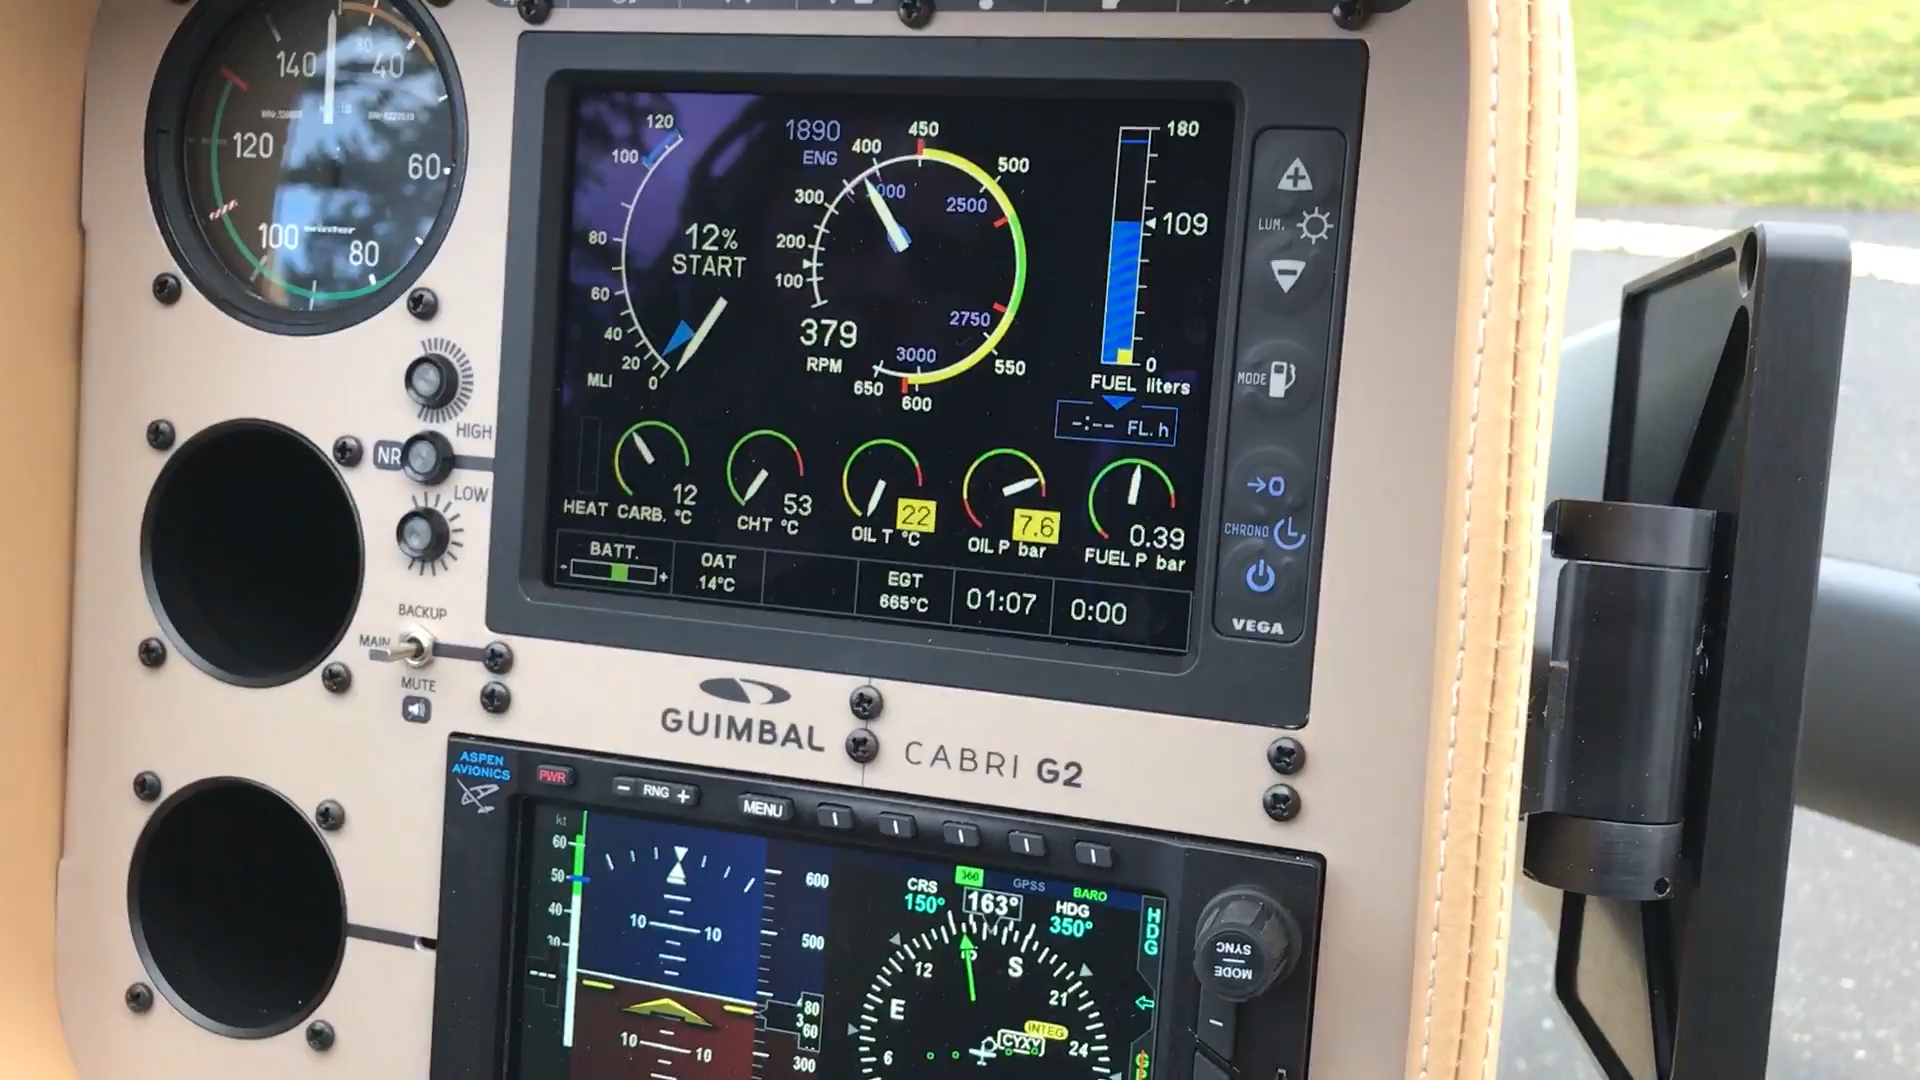 30
140
40
120
60
100
winter
80
HIGH
NR
LOW
BACKUP
MAIN
MUTE
120
100
80
60
40
20
0
MLI
12%
START
1890
ENG
450
400
500
300
2500
200
100
379
RPM
2750
3000
550
650
600
180
109
0
FUEL liters
-:-- FL.h
HEAT CARB. °C
12
CHT °C
53
OIL T °C
22
OIL P bar
7.6
FUEL P bar
0.39
BATT.
- +
OAT
14°C
EGT
665°C
01:07
0:00
LUM.
MODE
→0
CHRONO
VEGA
GUIMBAL
CABRI G2
ASPEN
AVIONICS
PWR
- RNG +
MENU
kt
60
50
40
30
---
10 10
10 10
600
500
300
80
3
60
360 GPSS BARO
CRS
150°
163°
HDG
350°
HDG
12
S
21
E
24
6
INTEG
CYXY
SYNC
MODE